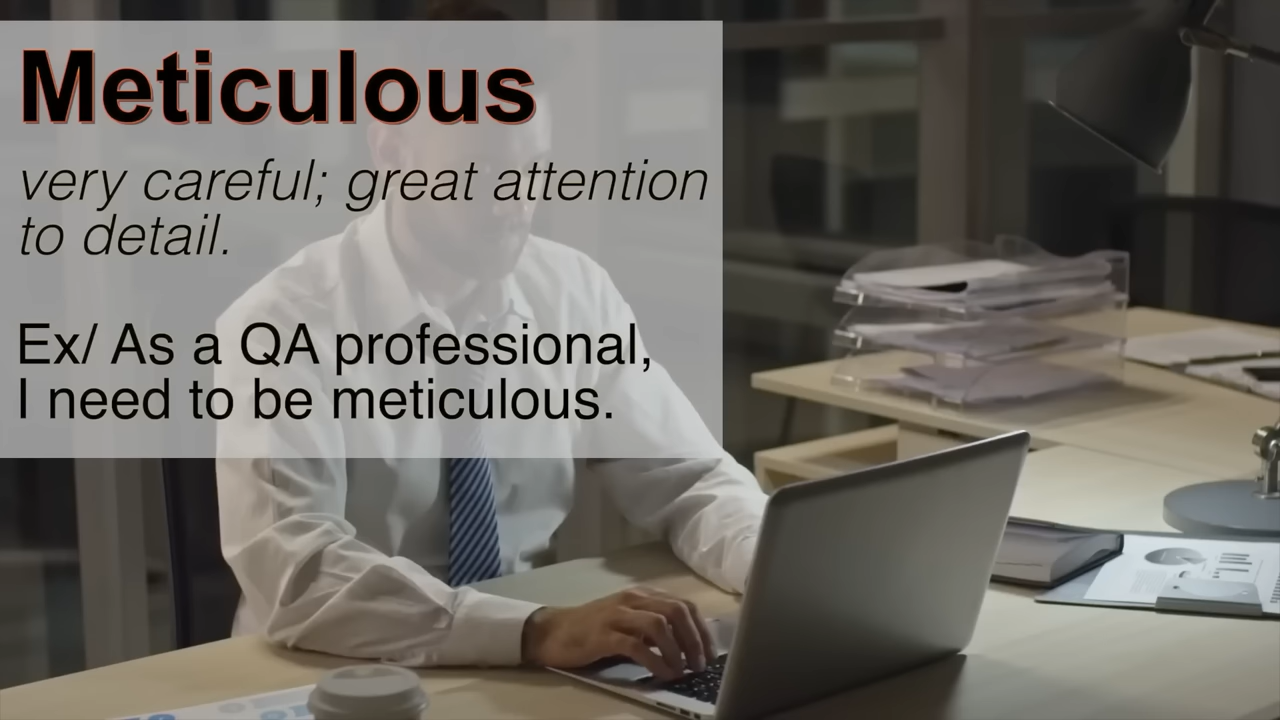 Meticulous
very careful; great attention
to detail.
Ex/ As a QA professional,
I need to be meticulous.